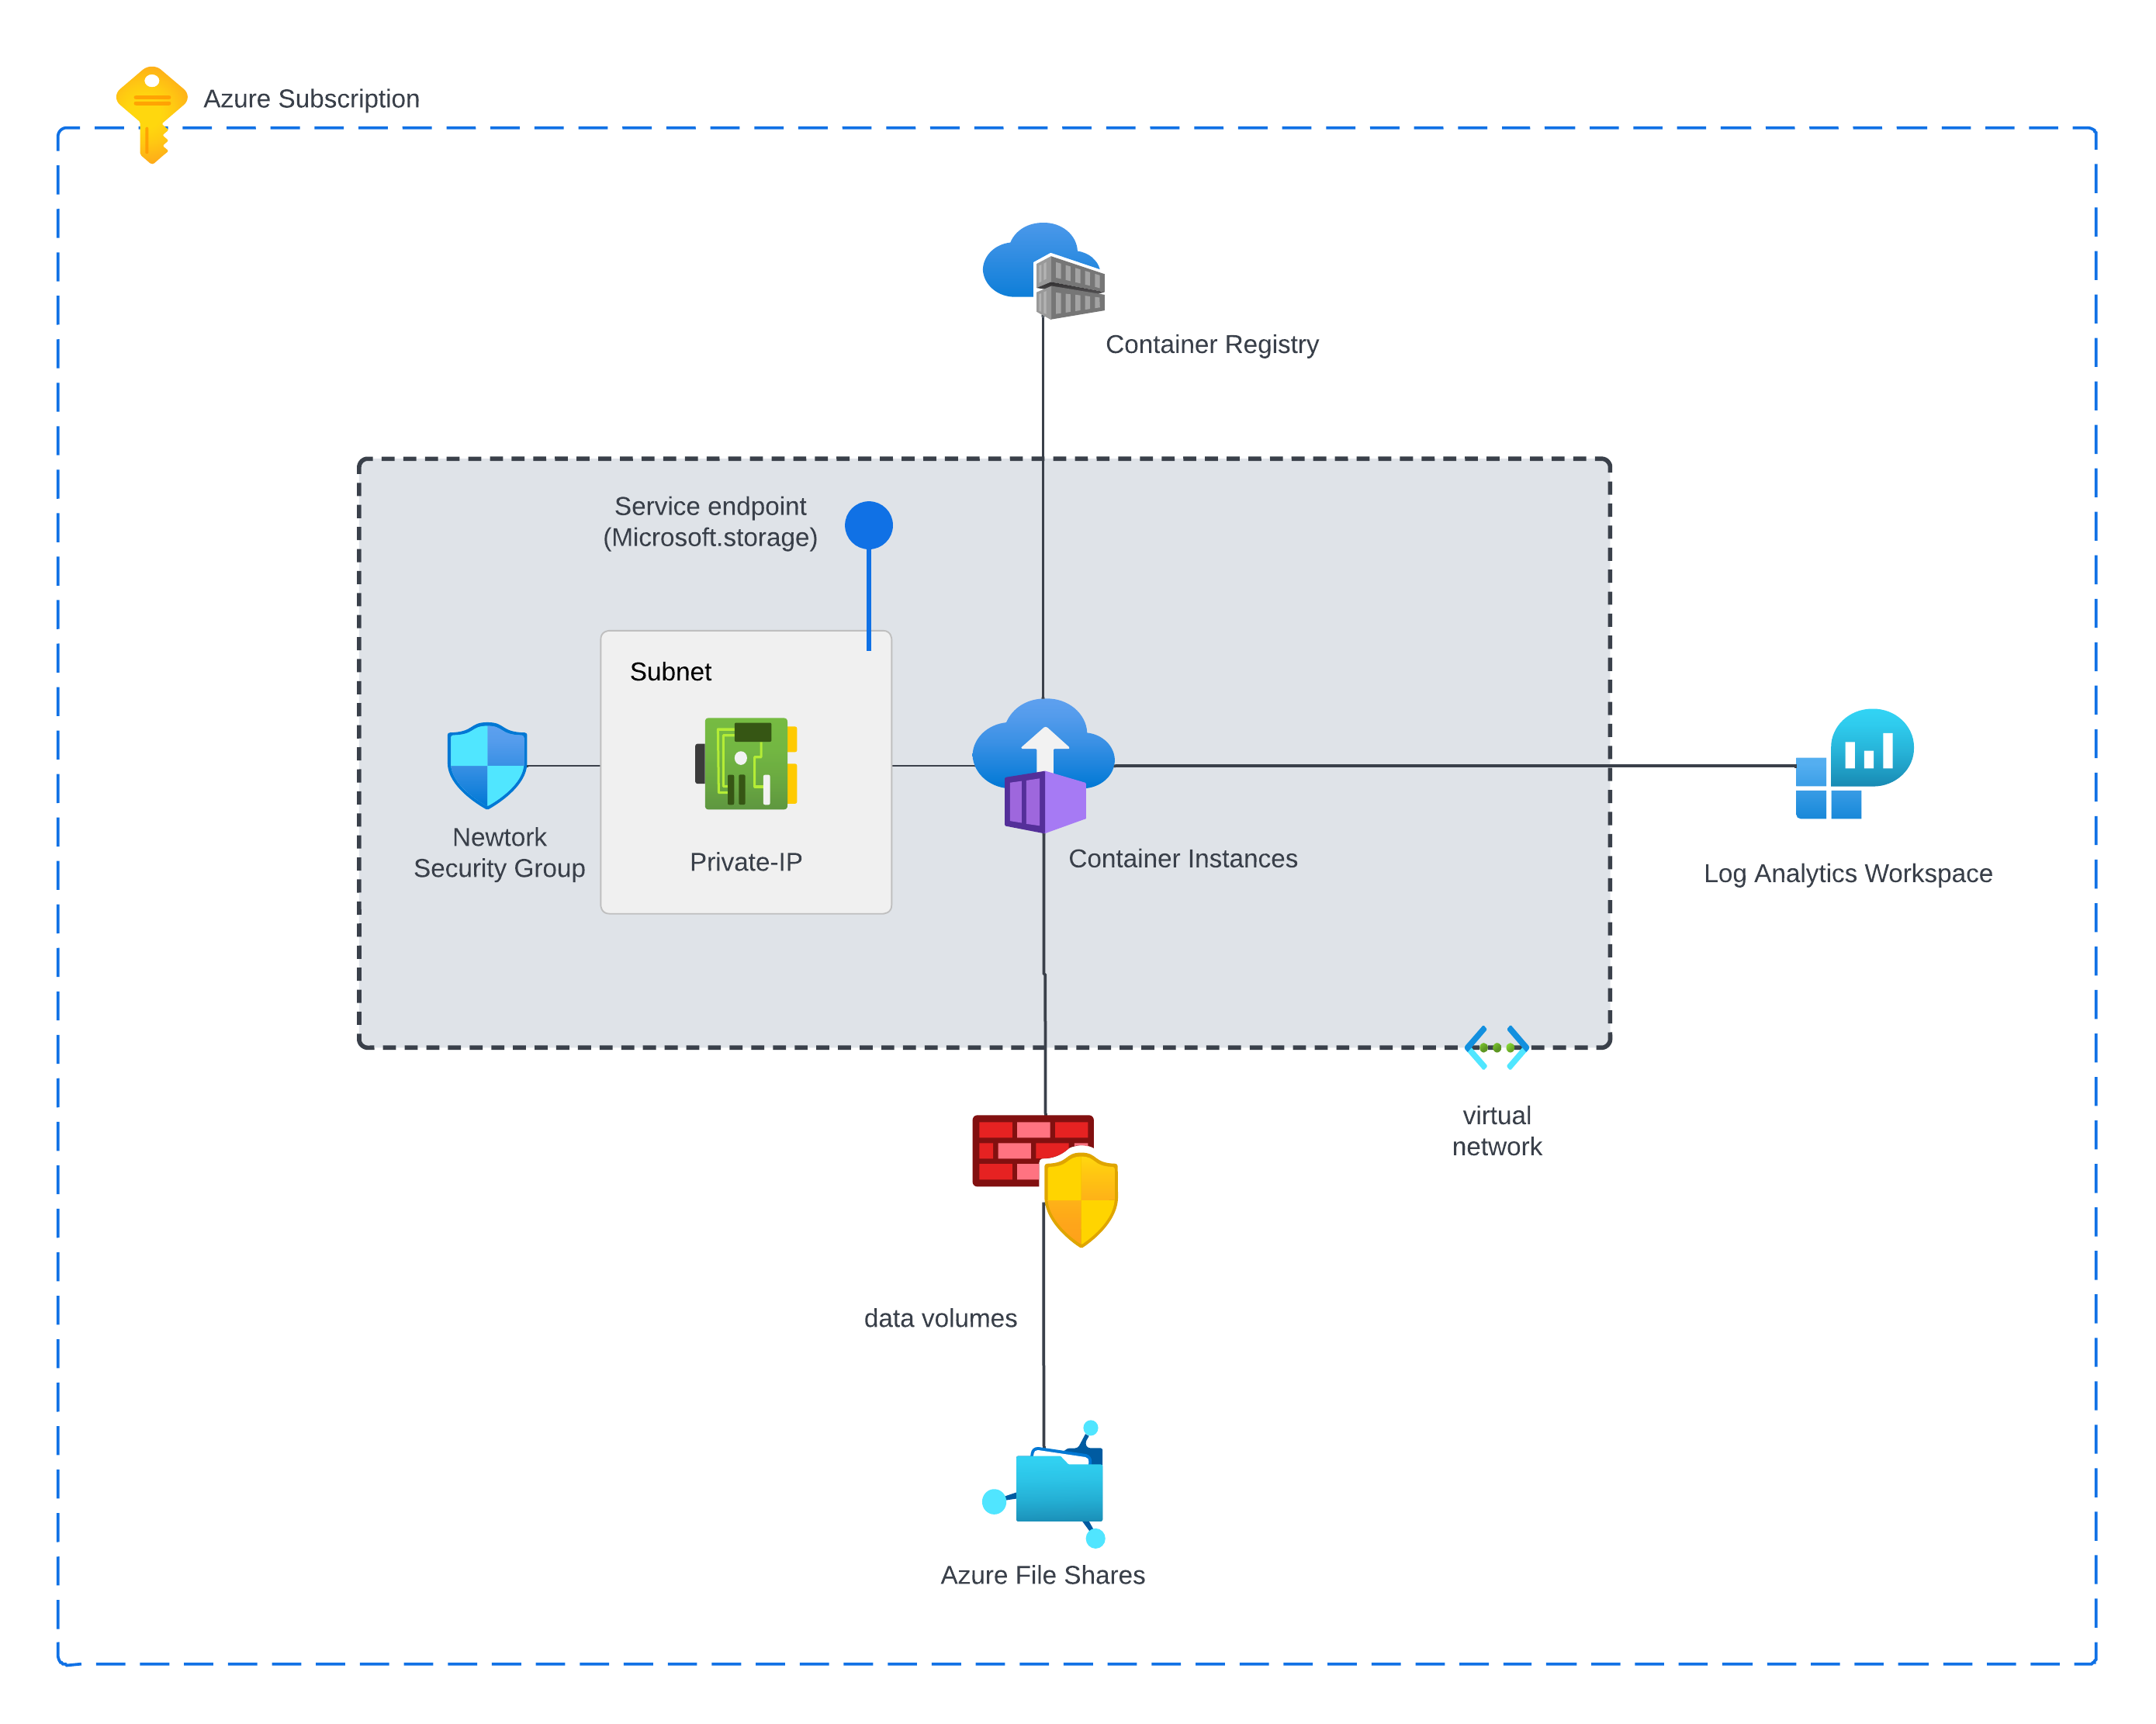 Azure Subscription
Container Registry
Service endpoint
(Microsoft.storage)
Subnet
Newtork
Security Group
Private-IP
Container Instances
Log Analytics Workspace
virtual
network
data volumes
Azure File Shares